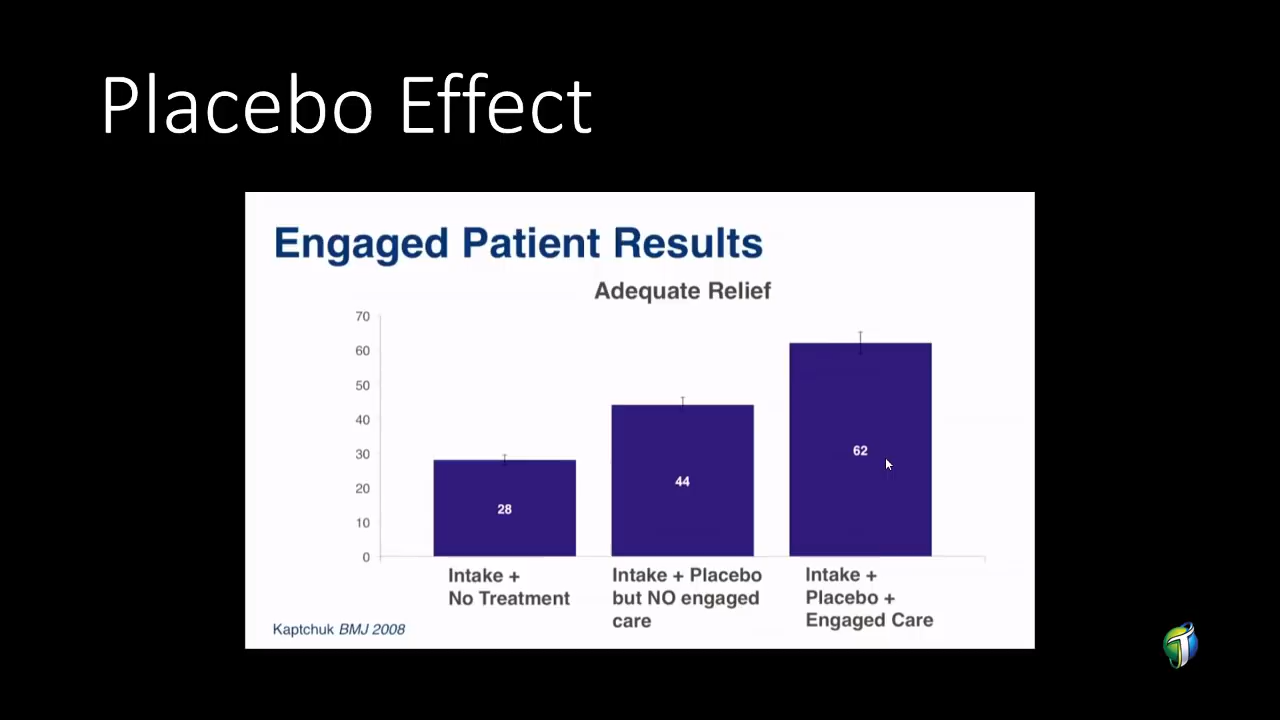 Placebo Effect
Engaged Patient Results
Adequate Relief
70
60
50
40
30
20
10
0
28
44
62
Intake +
No Treatment
Intake + Placebo
but NO engaged
care
Intake +
Placebo +
Engaged Care
Kaptchuk BMJ 2008
T